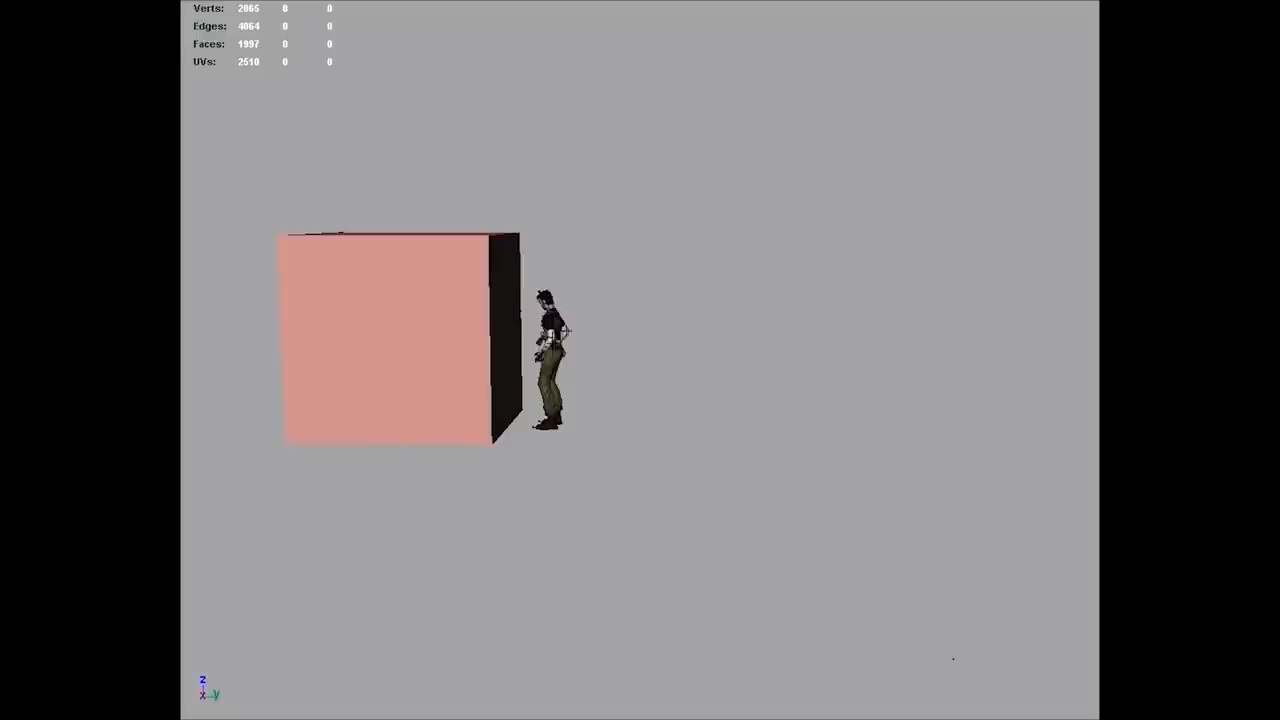 Verts: 2065 0 0
Edges: 4064 0 0
Faces: 1997 0 0
UVs: 2510 0 0
z
x y